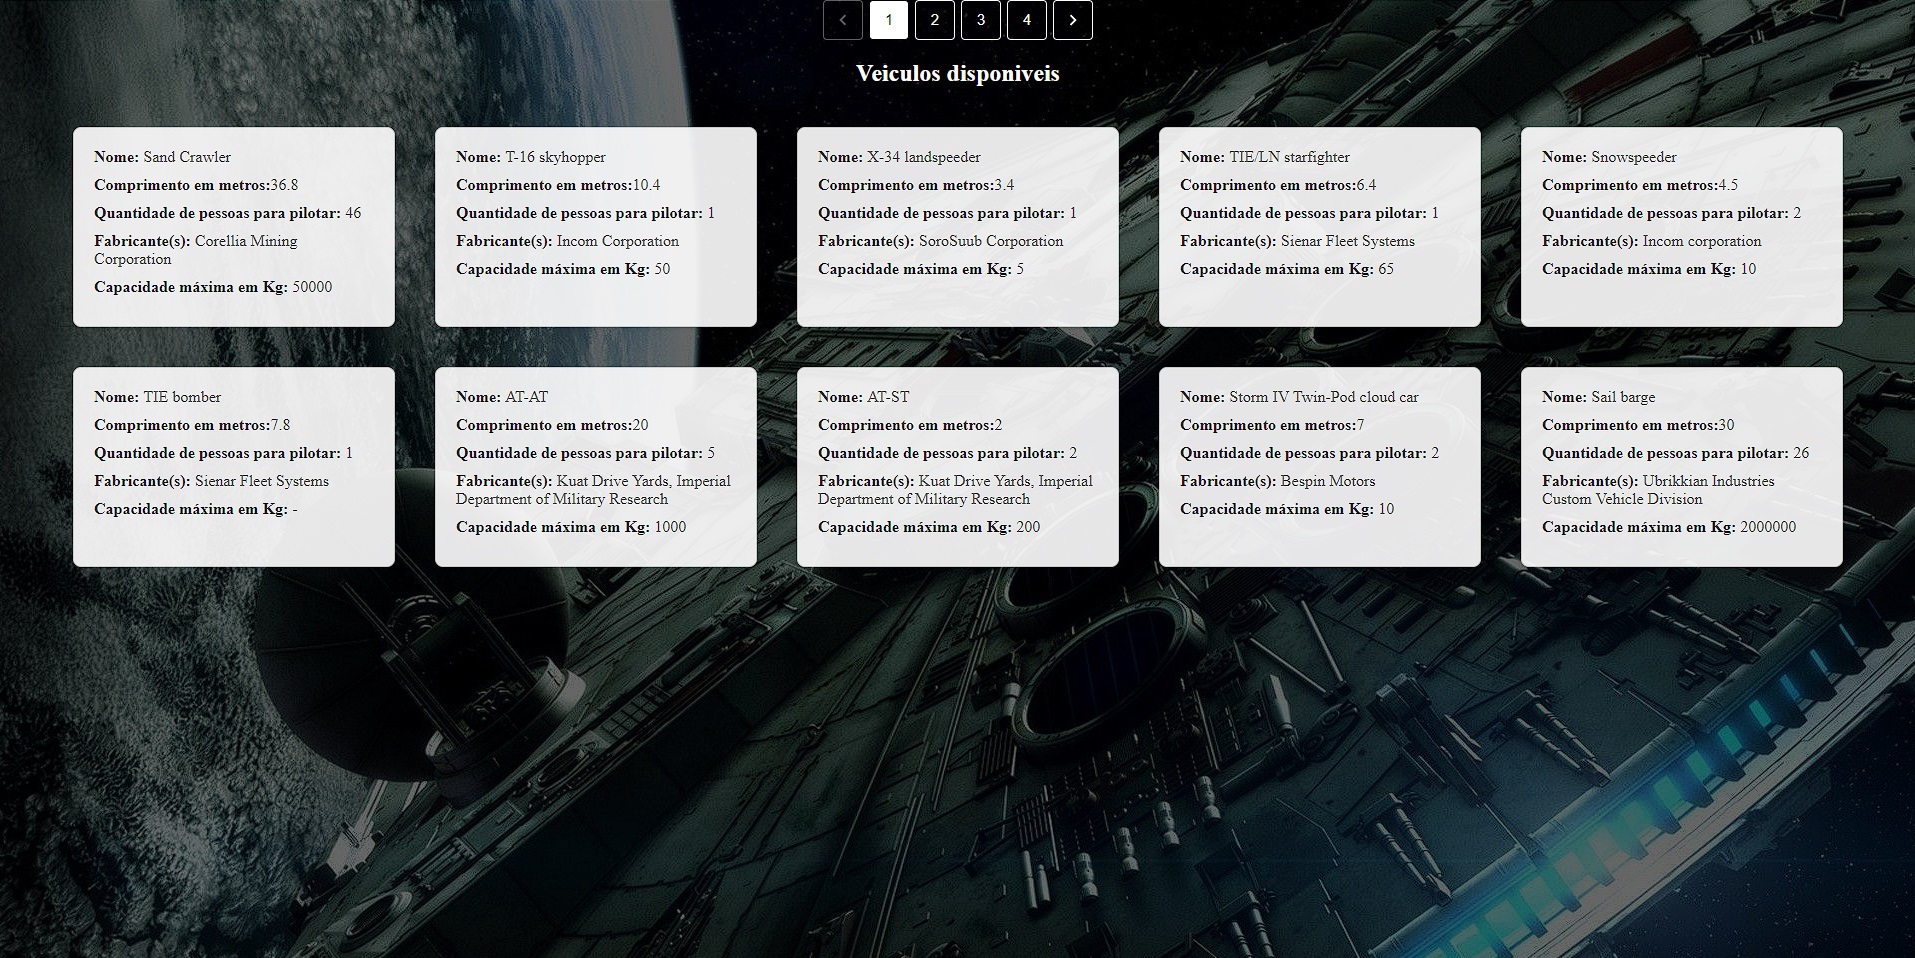 1 2 3 4
Veiculos disponiveis
Nome: Sand Crawler
Comprimento em metros:36.8
Quantidade de pessoas para pilotar: 46
Fabricante(s): Corellia Mining
Corporation
Capacidade máxima em Kg: 50000
Nome: T-16 skyhopper
Comprimento em metros:10.4
Quantidade de pessoas para pilotar: 1
Fabricante(s): Incom Corporation
Capacidade máxima em Kg: 50
Nome: X-34 landspeeder
Comprimento em metros:3.4
Quantidade de pessoas para pilotar: 1
Fabricante(s): SoroSuub Corporation
Capacidade máxima em Kg: 5
Nome: TIE/LN starfighter
Comprimento em metros:6.4
Quantidade de pessoas para pilotar: 1
Fabricante(s): Sienar Fleet Systems
Capacidade máxima em Kg: 65
Nome: Snowspeeder
Comprimento em metros:4.5
Quantidade de pessoas para pilotar: 2
Fabricante(s): Incom corporation
Capacidade máxima em Kg: 10
Nome: TIE bomber
Comprimento em metros:7.8
Quantidade de pessoas para pilotar: 1
Fabricante(s): Sienar Fleet Systems
Capacidade máxima em Kg: -
Nome: AT-AT
Comprimento em metros:20
Quantidade de pessoas para pilotar: 5
Fabricante(s): Kuat Drive Yards, Imperial
Department of Military Research
Capacidade máxima em Kg: 1000
Nome: AT-ST
Comprimento em metros:2
Quantidade de pessoas para pilotar: 2
Fabricante(s): Kuat Drive Yards, Imperial
Department of Military Research
Capacidade máxima em Kg: 200
Nome: Storm IV Twin-Pod cloud car
Comprimento em metros:7
Quantidade de pessoas para pilotar: 2
Fabricante(s): Bespin Motors
Capacidade máxima em Kg: 10
Nome: Sail barge
Comprimento em metros:30
Quantidade de pessoas para pilotar: 26
Fabricante(s): Ubrikkian Industries
Custom Vehicle Division
Capacidade máxima em Kg: 2000000